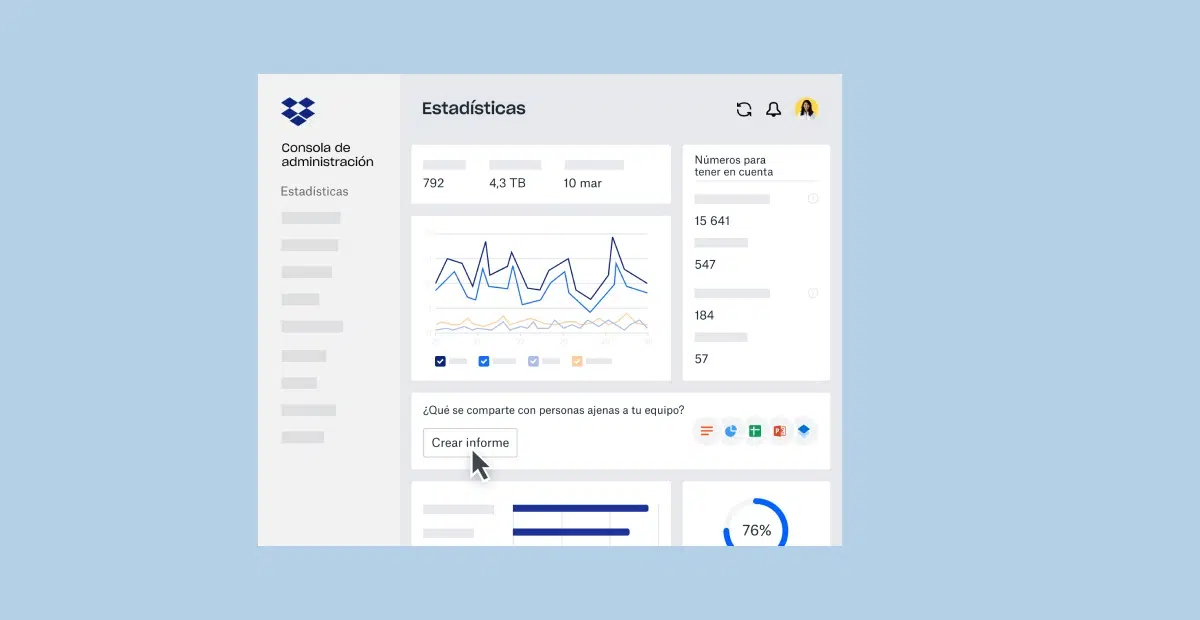 Consola de
administración
Estadísticas
Estadísticas
792
4,3 TB
10 mar
Números para
tener en cuenta
15 641
547
184
57
¿Qué se comparte con personas ajenas a tu equipo?
Crear informe
76%